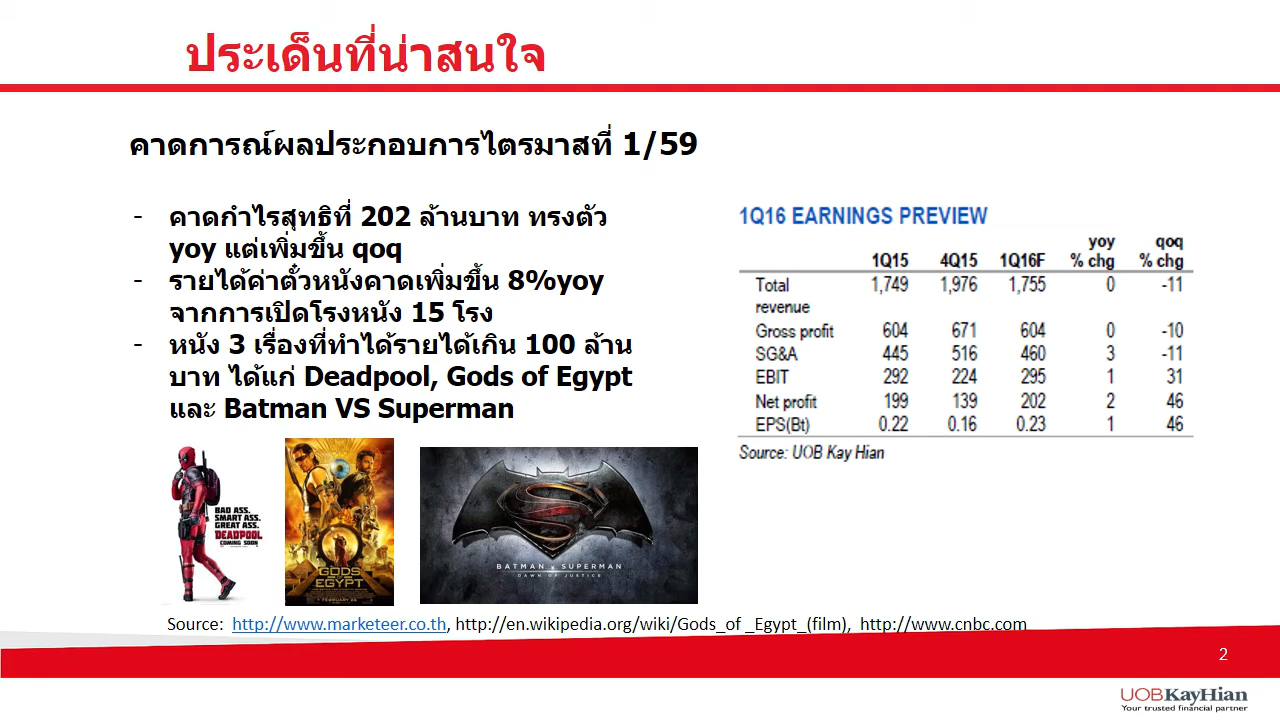 ประเด็นที่น่าสนใจ
คาดการณ์ผลประกอบการไตรมาสที่ 1/59
- คาดกำไรสุทธิที่ 202 ล้านบาท ทรงตัว
yoy แต่เพิ่มขึ้น qoq
- รายได้ค่าตั๋วหนังคาดเพิ่มขึ้น 8%yoy
จากการเปิดโรงหนัง 15 โรง
- หนัง 3 เรื่องที่ทำได้รายได้เกิน 100 ล้าน
บาท ได้แก่ Deadpool, Gods of Egypt
และ Batman VS Superman
1Q16 EARNINGS PREVIEW
yoy qoq
1Q15 4Q15 1Q16F % chg % chg
Total 1,749 1,976 1,755 0 -11
revenue
Gross profit 604 671 604 0 -10
SG&A 445 516 460 3 -11
EBIT 292 224 295 1 31
Net profit 199 139 202 2 46
EPS(Bt) 0.22 0.16 0.23 1 46
Source: UOB Kay Hian
BAD ASS.
SMART ASS.
GREAT ASS.
DEADPOOL
COMING SOON
GODS
OF
EGYPT
FEBRUARY 26
BATMAN V SUPERMAN
DAWN OF JUSTICE
Source: http://www.marketeer.co.th, http://en.wikipedia.org/wiki/Gods_of _Egypt_(film), http://www.cnbc.com
2
UOBKayHian
Your trusted financial partner